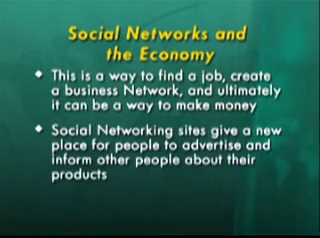 Social Networks and
the Economy
◆ This is a way to find a job, create
a business Network, and ultimately
it can be a way to make money
◆ Social Networking sites give a new
place for people to advertise and
inform other people about their
products